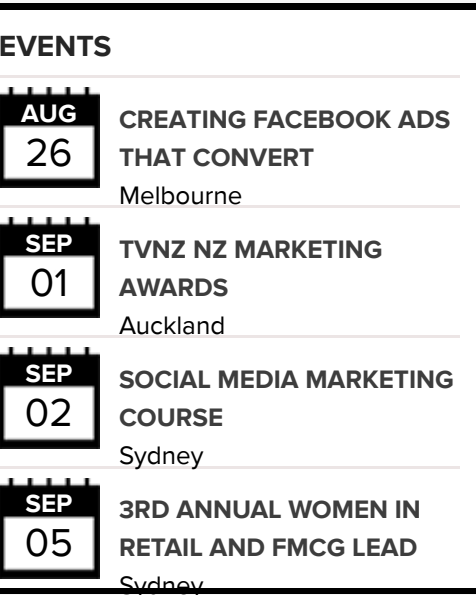 EVENTS
AUG
26
CREATING FACEBOOK ADS
THAT CONVERT
Melbourne
SEP
01
TVNZ NZ MARKETING
AWARDS
Auckland
SEP
02
SOCIAL MEDIA MARKETING
COURSE
Sydney
SEP
05
3RD ANNUAL WOMEN IN
RETAIL AND FMCG LEAD
Sydney